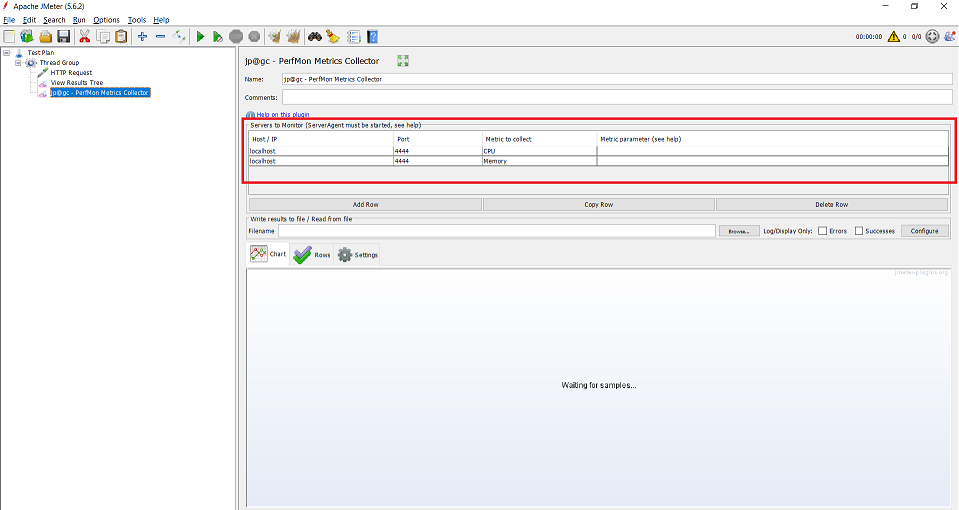 Apache JMeter (5.6.2)
File Edit Search Run Options Tools Help
00:00:00 0 0/0
Test Plan
Thread Group
HTTP Request
View Results Tree
jp@gc - PerfMon Metrics Collector
jp@gc - PerfMon Metrics Collector
Name: jp@gc - PerfMon Metrics Collector
Comments:
Help on this plugin
Servers to Monitor (ServerAgent must be started, see help)
Host / IP Port Metric to collect Metric parameter (see help)
localhost 4444 CPU
localhost 4444 Memory
Add Row Copy Row Delete Row
Write results to file / Read from file
Filename Browse... Log/Display Only: Errors Successes Configure
Chart Rows Settings
jmeter-plugins.org
Waiting for samples...